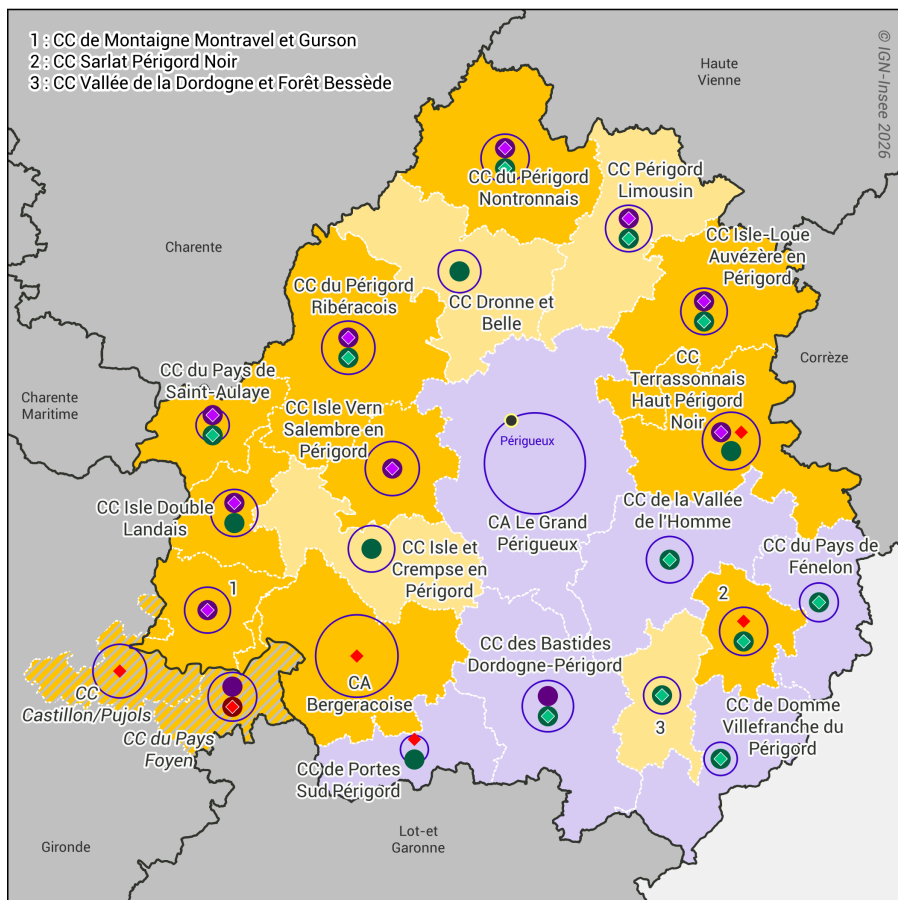 1 : CC de Montaigne Montravel et Gurson
2 : CC Sarlat Périgord Noir
3 : CC Vallée de la Dordogne et Forêt Bessède
© IGN-Insee 2026
Haute
Vienne
CC du Périgord
Nontronnais
CC Périgord
Limousin
Charente
CC Isle-Loue
Auvézère en
Périgord
CC du Périgord
Ribéracois
CC Dronne et
Belle
Corrèze
CC
Terrassonnais
Haut Périgord
Noir
CC du Pays de
Saint-Aulaye
Charente
Maritime
CC Isle Vern
Salembre en
Périgord
Périgueux
CC Isle Double
Landais
CA Le Grand
Périgueux
CC de la Vallée
de l'Homme
CC du Pays de
Fénelon
CC Isle et
Crempse en
Périgord
1
2
CC des Bastides
Dordogne-Périgord
CA
Bergeracoise
CC
Castillon/Pujols
CC du Pays
Foyen
3
CC de Domme
Villefranche du
Périgord
CC de Portes
Sud Périgord
Gironde
Lot-et
Garonne